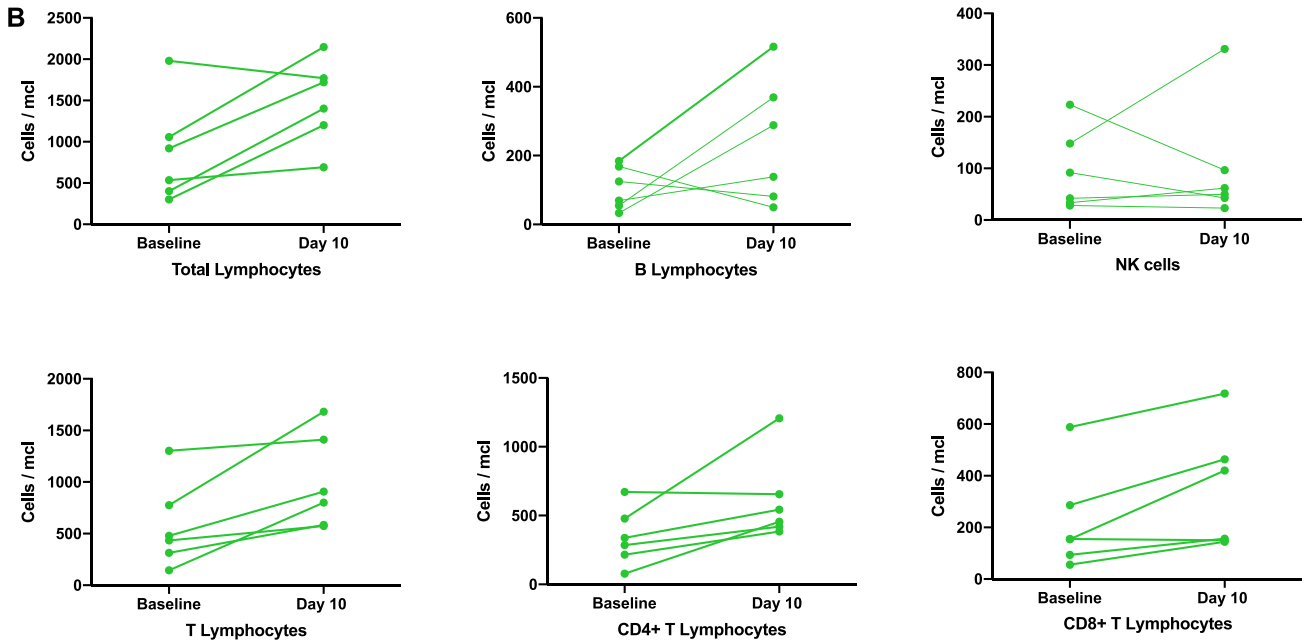 B
Cells / mcl
2500
2000
1500
1000
500
0
Baseline Day 10
Total Lymphocytes
Cells / mcl
600
400
200
0
Baseline Day 10
B Lymphocytes
Cells / mcl
400
300
200
100
0
Baseline Day 10
NK cells
Cells / mcl
2000
1500
1000
500
0
Baseline Day 10
T Lymphocytes
Cells / mcl
1500
1000
500
0
Baseline Day 10
CD4+ T Lymphocytes
Cells / mcl
800
600
400
200
0
Baseline Day 10
CD8+ T Lymphocytes